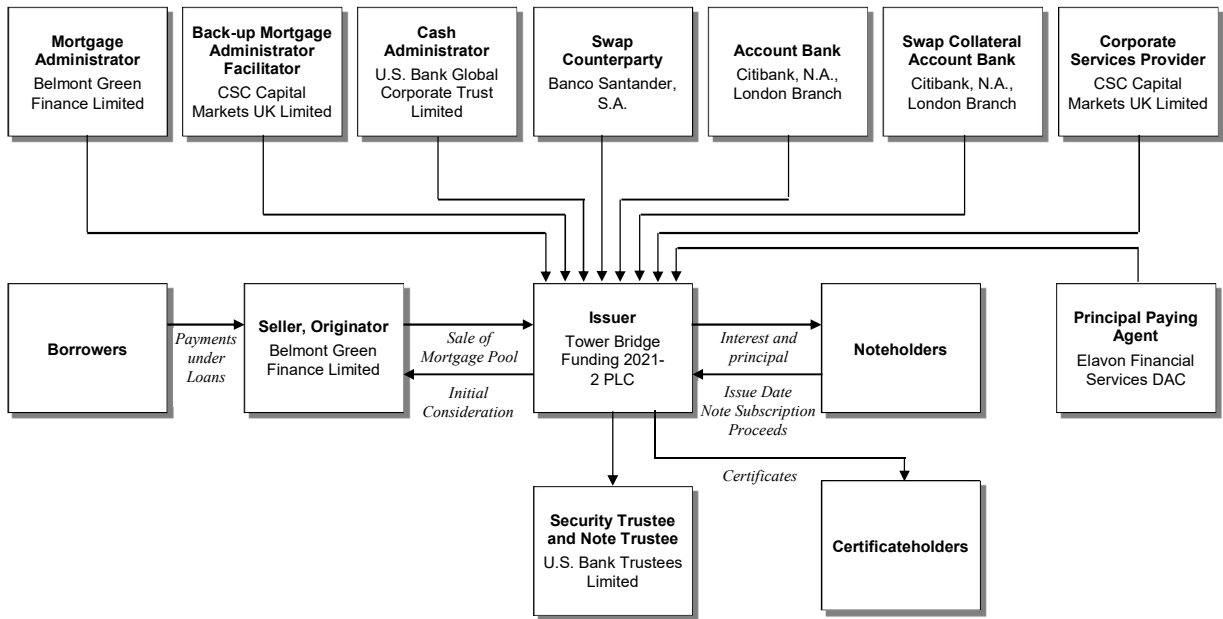 Mortgage
Administrator
Belmont Green
Finance Limited
Back-up Mortgage
Administrator
Facilitator
CSC Capital
Markets UK Limited
Cash
Administrator
U.S. Bank Global
Corporate Trust
Limited
Swap
Counterparty
Banco Santander,
S.A.
Account Bank
Citibank, N.A.,
London Branch
Swap Collateral
Account Bank
Citibank, N.A.,
London Branch
Corporate
Services Provider
CSC Capital
Markets UK Limited
Borrowers
Payments
under
Loans
Seller, Originator
Belmont Green
Finance Limited
Sale of
Mortgage Pool
Initial
Consideration
Issuer
Tower Bridge
Funding 2021-
2 PLC
Interest and
principal
Issue Date
Note Subscription
Proceeds
Noteholders
Principal Paying
Agent
Elavon Financial
Services DAC
Certificates
Security Trustee
and Note Trustee
U.S. Bank Trustees
Limited
Certificateholders